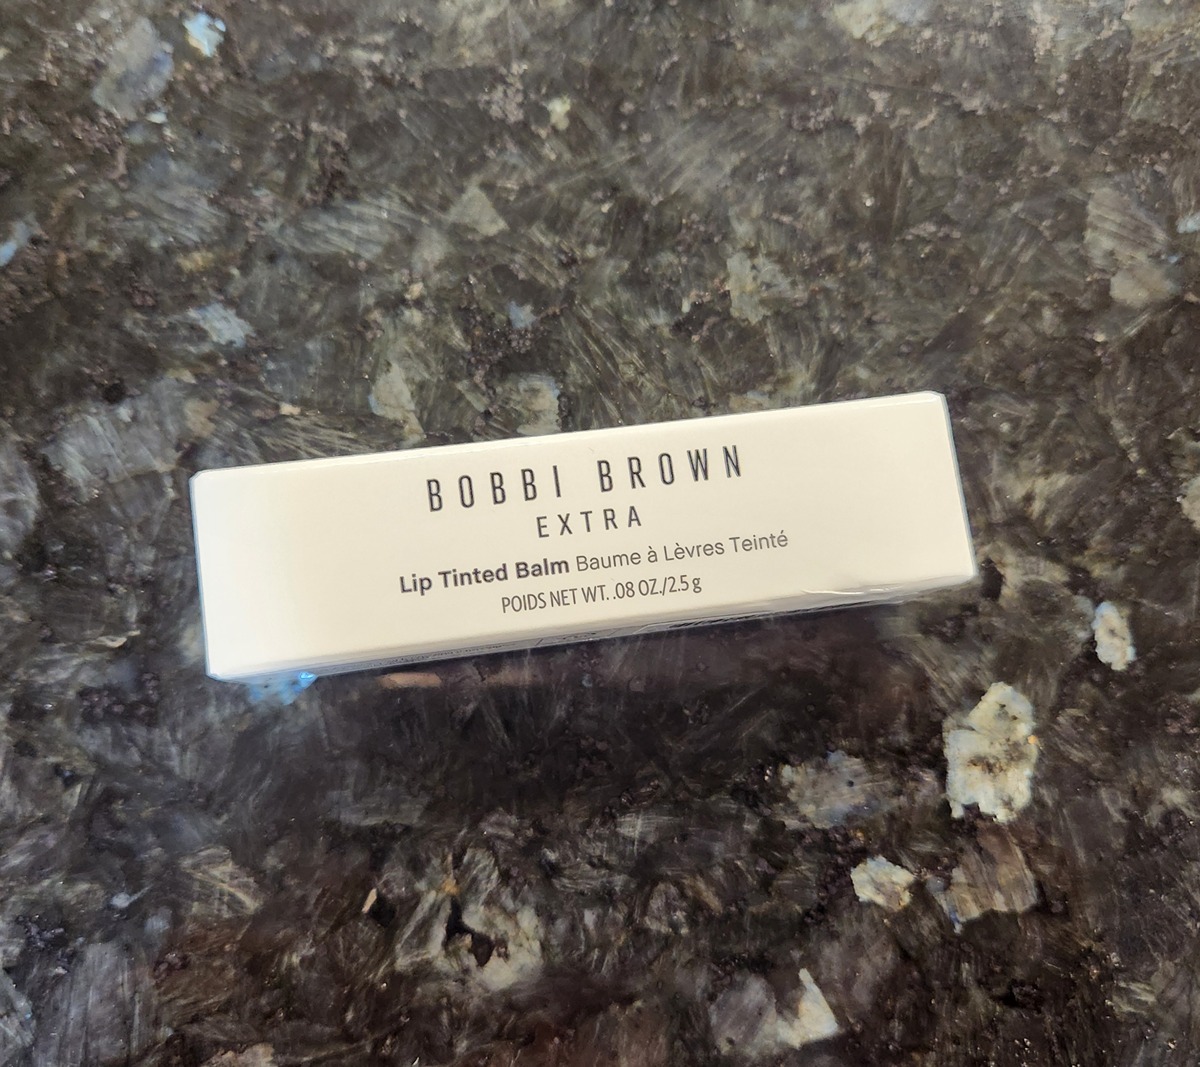 BOBBI BROWN
EXTRA
Lip Tinted Balm Baume à Lèvres Teinté
POIDS NET WT. .08 OZ./2.5 g